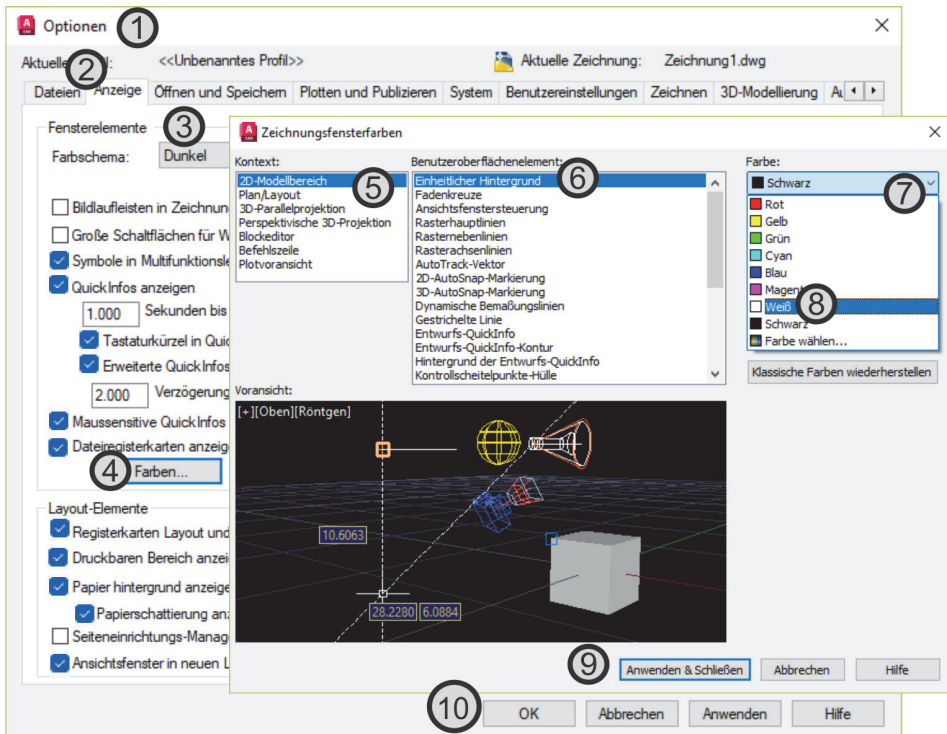 Optionen 1
Aktuelle 2 l: <<Unbenanntes Profil>> Aktuelle Zeichnung: Zeichnung1.dwg
Dateien Anzeige Öffnen und Speichern Plotten und Publizieren System Benutzereinstellungen Zeichnen 3D-Modellierung
Fensterelemente
3
Farbschema: Dunkel
Bildlaufleisten in Zeichnun
Große Schaltflächen für W
Symbole in Multifunktionsle
QuickInfos anzeigen
1.000 Sekunden bis
Tastaturkürzel in Quic
Erweiterte QuickInfos
2.000 Verzögerung
Maussensitive QuickInfos
Dateiregisterkarten anzeige
4 Farben...
Layout-Elemente
Registerkarten Layout und
Druckbaren Bereich anzei
Papier hintergrund anzeige
Papierschattierung anz
Seiteneinrichtungs-Manag
Ansichtsfenster in neuen L
Zeichnungsfensterfarben
Kontext:
2D-Modellbereich 5
Plan/Layout
3D-Parallelprojektion
Perspektivische 3D-Projektion
Blockeditor
Befehlszeile
Plotvoransicht
Benutzeroberflächenelement:
Einheitlicher Hintergrund 6
Fadenkreuze
Ansichtsfenstersteuerung
Rasterhauptlinien
Rasternebenlinien
Rasterachsenlinien
AutoTrack-Vektor
2D-AutoSnap-Markierung
3D-AutoSnap-Markierung
Dynamische Bemaßungslinien
Gestrichelte Linie
Entwurfs-QuickInfo
Entwurfs-QuickInfo-Kontur
Hintergrund der Entwurfs-QuickInfo
Kontrollscheitelpunkte-Hülle
Farbe:
Schwarz 7
Rot
Gelb
Grün
Cyan
Blau
Magent
Weiß 8
Schwarz
Farbe wählen...
Klassische Farben wiederherstellen
Voransicht:
[+][Oben][Röntgen]
10.6063
28.2280 6.0884
9 Anwenden & Schließen Abbrechen Hilfe
10 OK Abbrechen Anwenden Hilfe